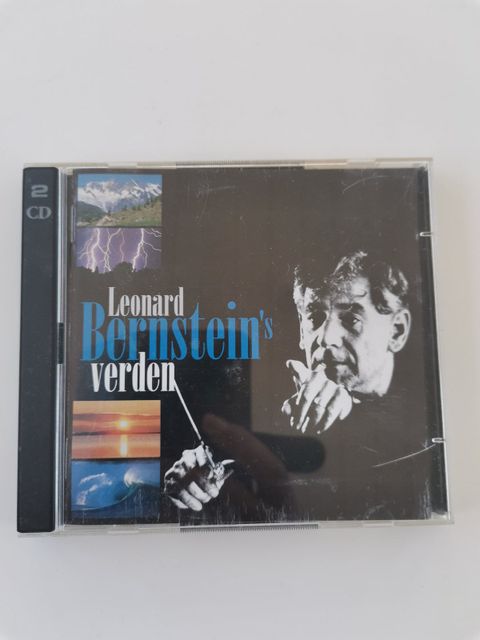 2
CD
Leonard
Bernstein's
verden